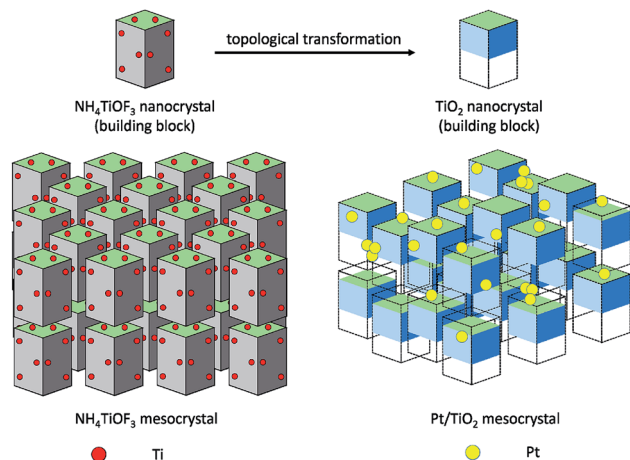 topological transformation
NH₄TiOF₃ nanocrystal
(building block)
TiO₂ nanocrystal
(building block)
NH₄TiOF₃ mesocrystal
Pt/TiO₂ mesocrystal
Ti
Pt